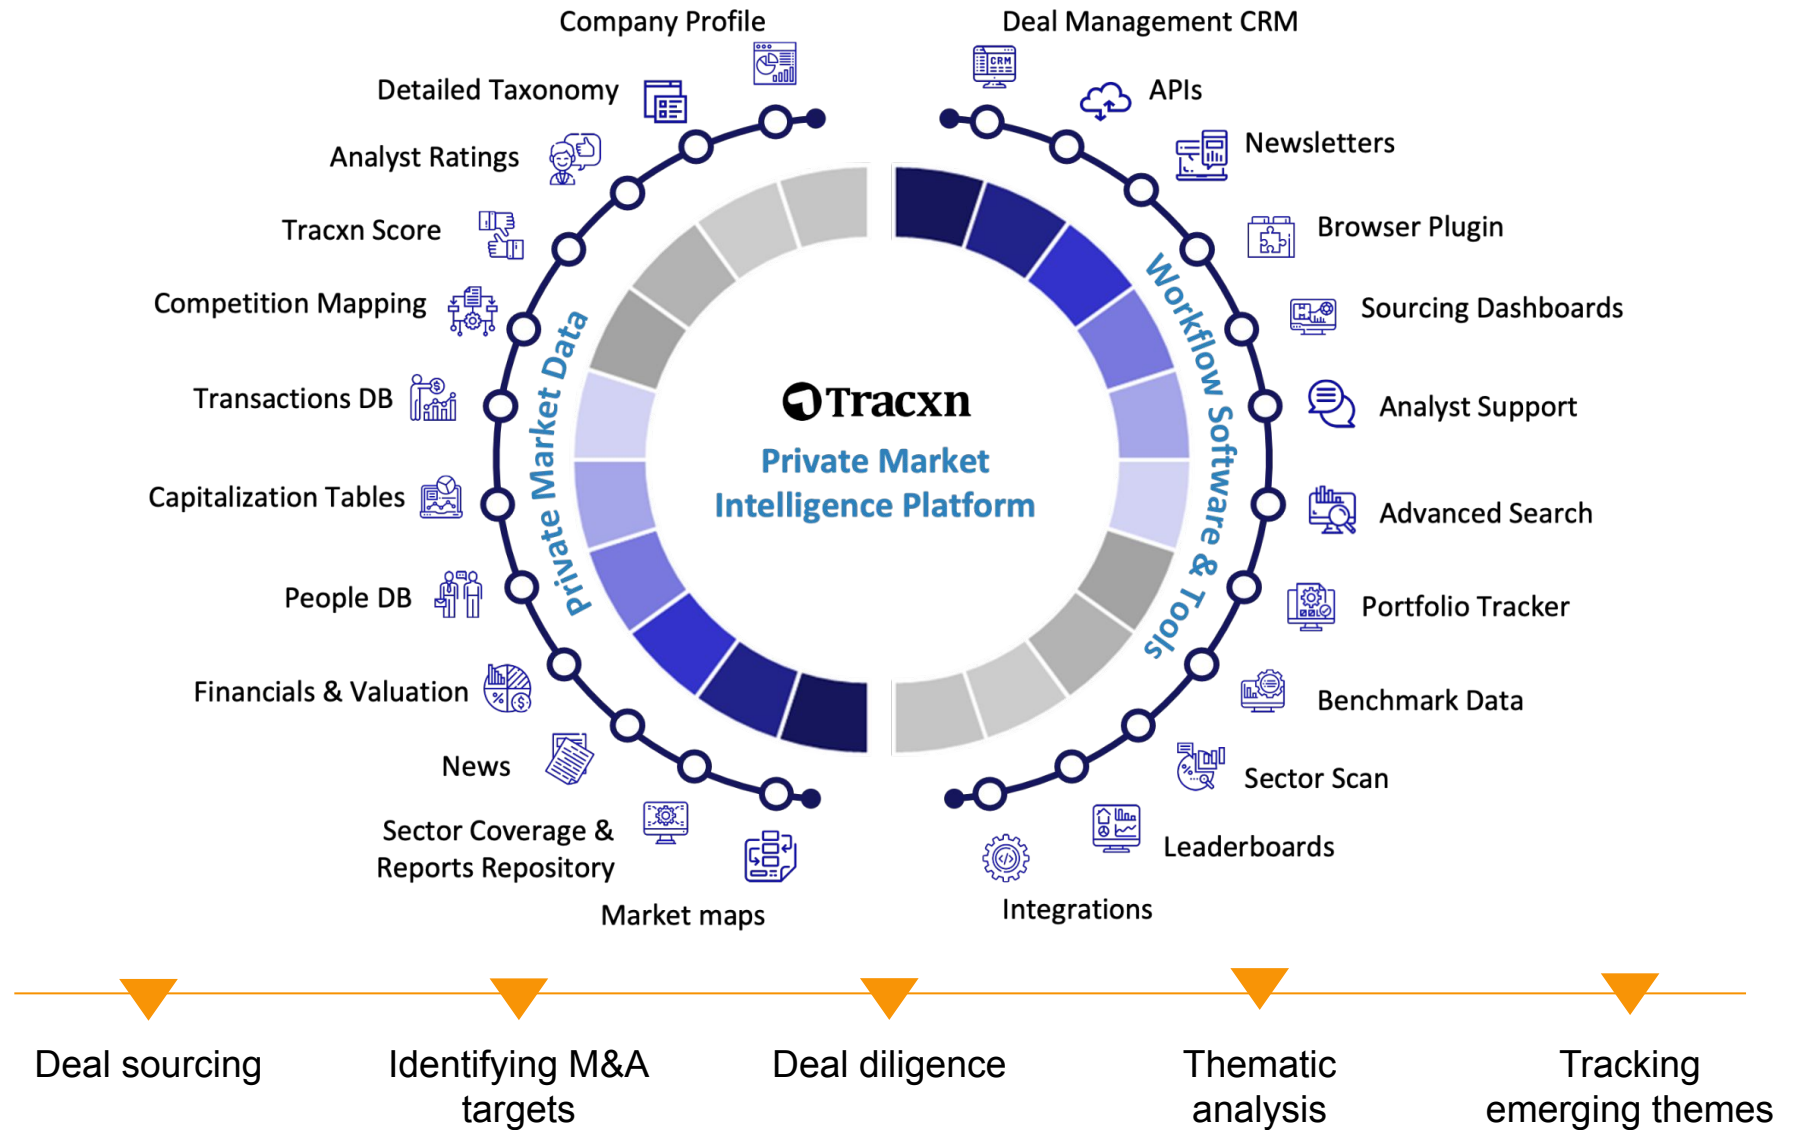 Company Profile
Detailed Taxonomy
Analyst Ratings
Tracxn Score
Competition Mapping
Transactions DB
Capitalization Tables
People DB
Financials & Valuation
News
Sector Coverage &
Reports Repository
Market maps
Private Market Data
Tracxn
Private Market
Intelligence Platform
Workflow Software & Tools
Deal Management CRM
CRM
APIs
Newsletters
Browser Plugin
Sourcing Dashboards
Analyst Support
Advanced Search
Portfolio Tracker
Benchmark Data
Sector Scan
Leaderboards
Integrations
Deal sourcing
Identifying M&A
targets
Deal diligence
Thematic
analysis
Tracking
emerging themes